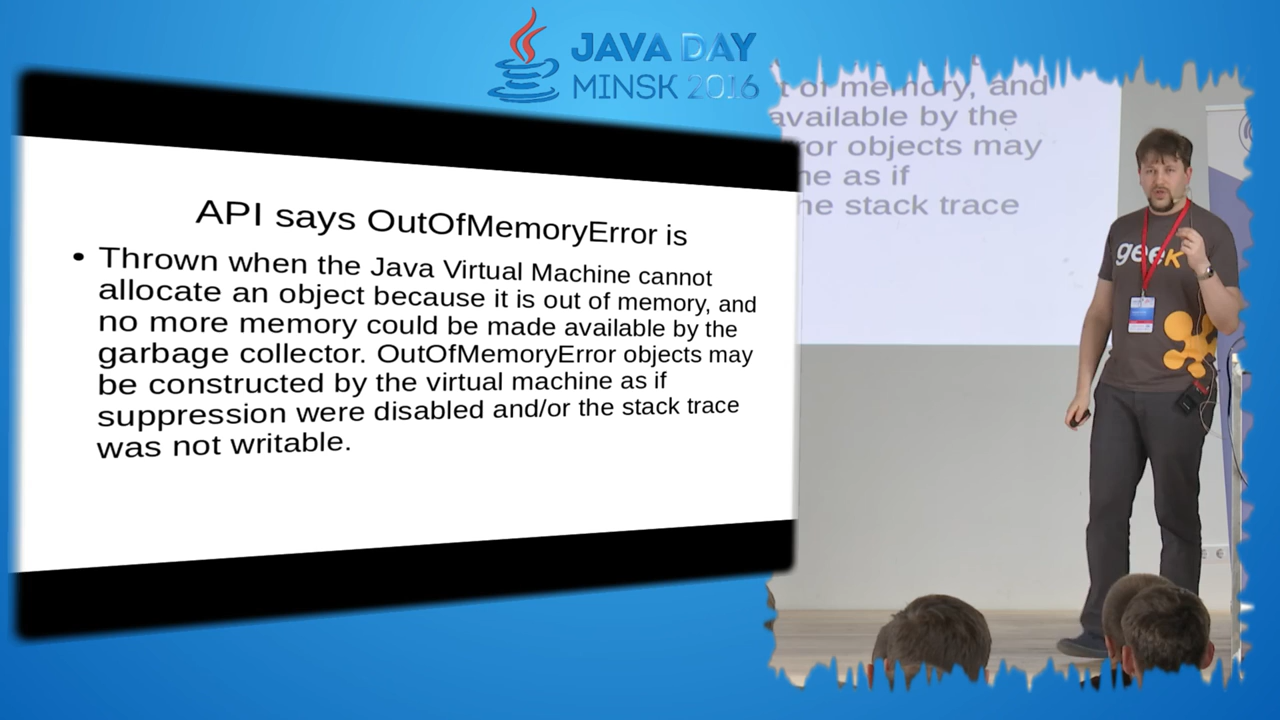 JAVA DAY
MINSK 2016
API says OutOfMemoryError is
• Thrown when the Java Virtual Machine cannot
allocate an object because it is out of memory, and
no more memory could be made available by the
garbage collector. OutOfMemoryError objects may
be constructed by the virtual machine as if
suppression were disabled and/or the stack trace
was not writable.
t of memory, and
available by the
ror objects may
ne as if
he stack trace
geek